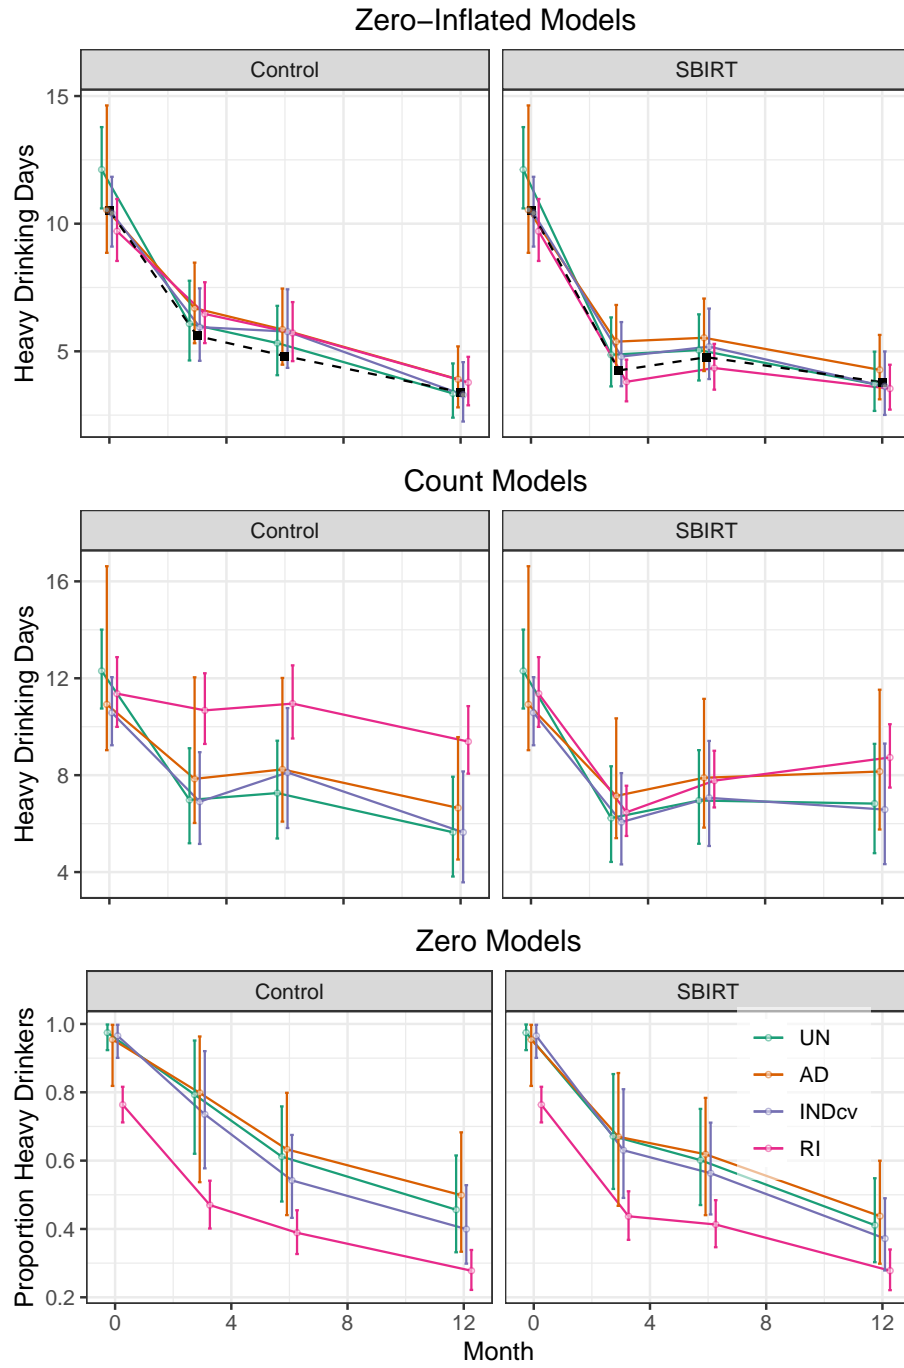 Zero−Inflated Models
Control
SBIRT
15
10
5
Heavy Drinking Days
Count Models
Control
SBIRT
16
12
8
4
Heavy Drinking Days
Zero Models
Control
SBIRT
1.0
0.8
0.6
0.4
0.2
Proportion Heavy Drinkers
UN
AD
INDcv
RI
0 4 8 12 0 4 8 12
Month